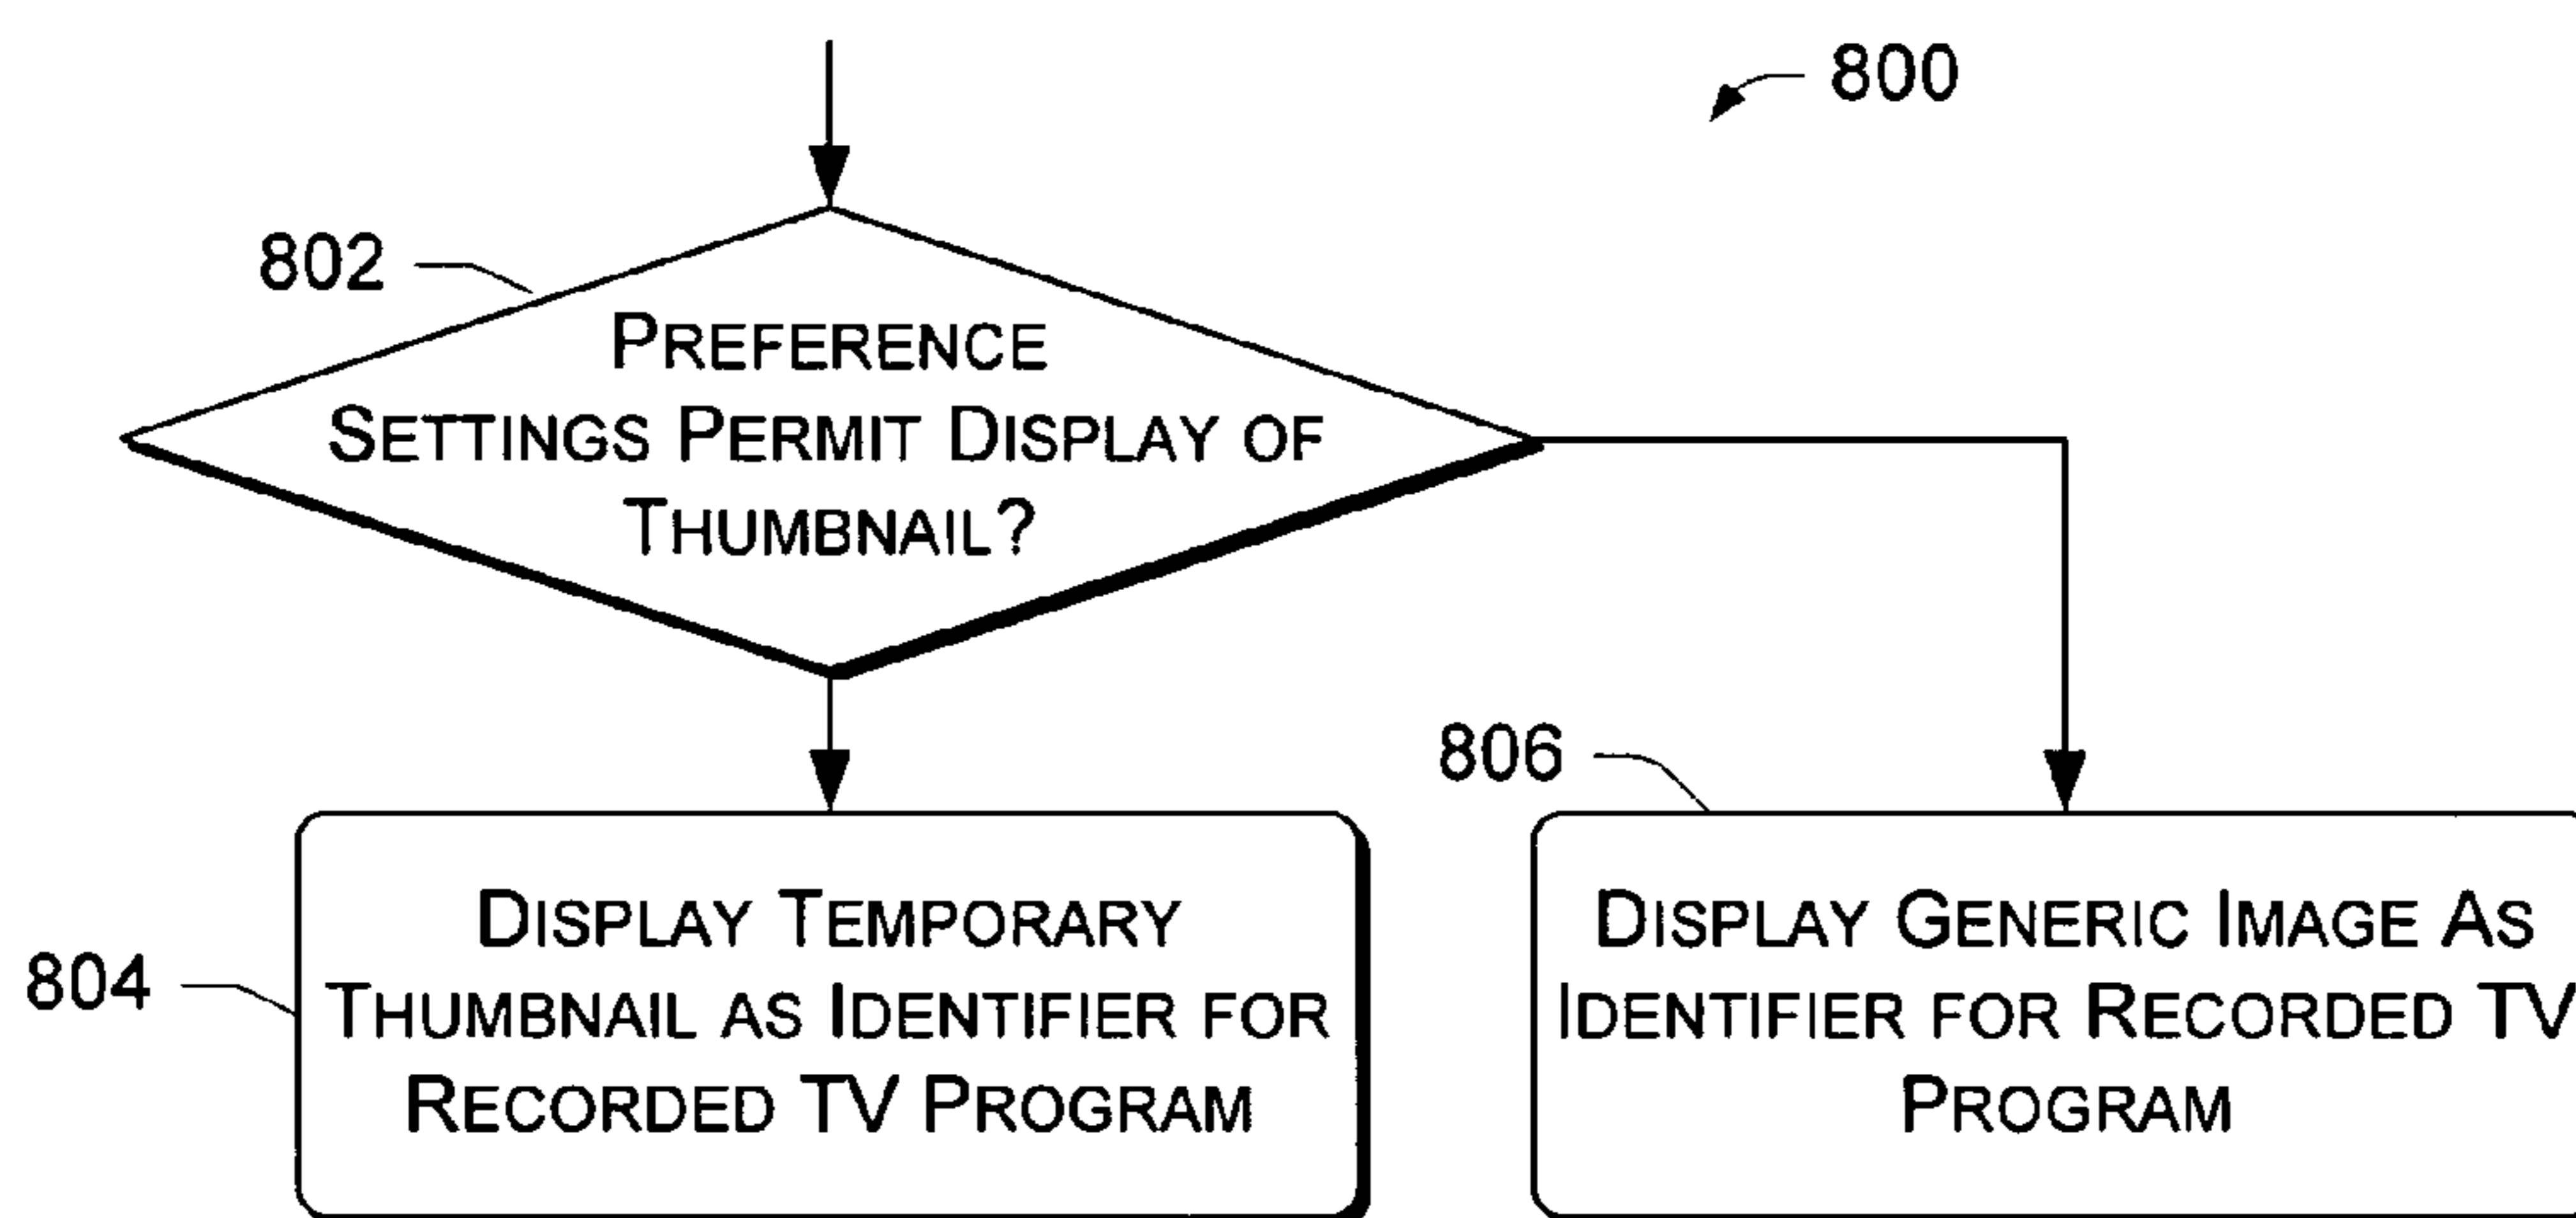 800
802
PREFERENCE
SETTINGS PERMIT DISPLAY OF
THUMBNAIL?
804
DISPLAY TEMPORARY
THUMBNAIL AS IDENTIFIER FOR
RECORDED TV PROGRAM
806
DISPLAY GENERIC IMAGE AS
IDENTIFIER FOR RECORDED TV
PROGRAM